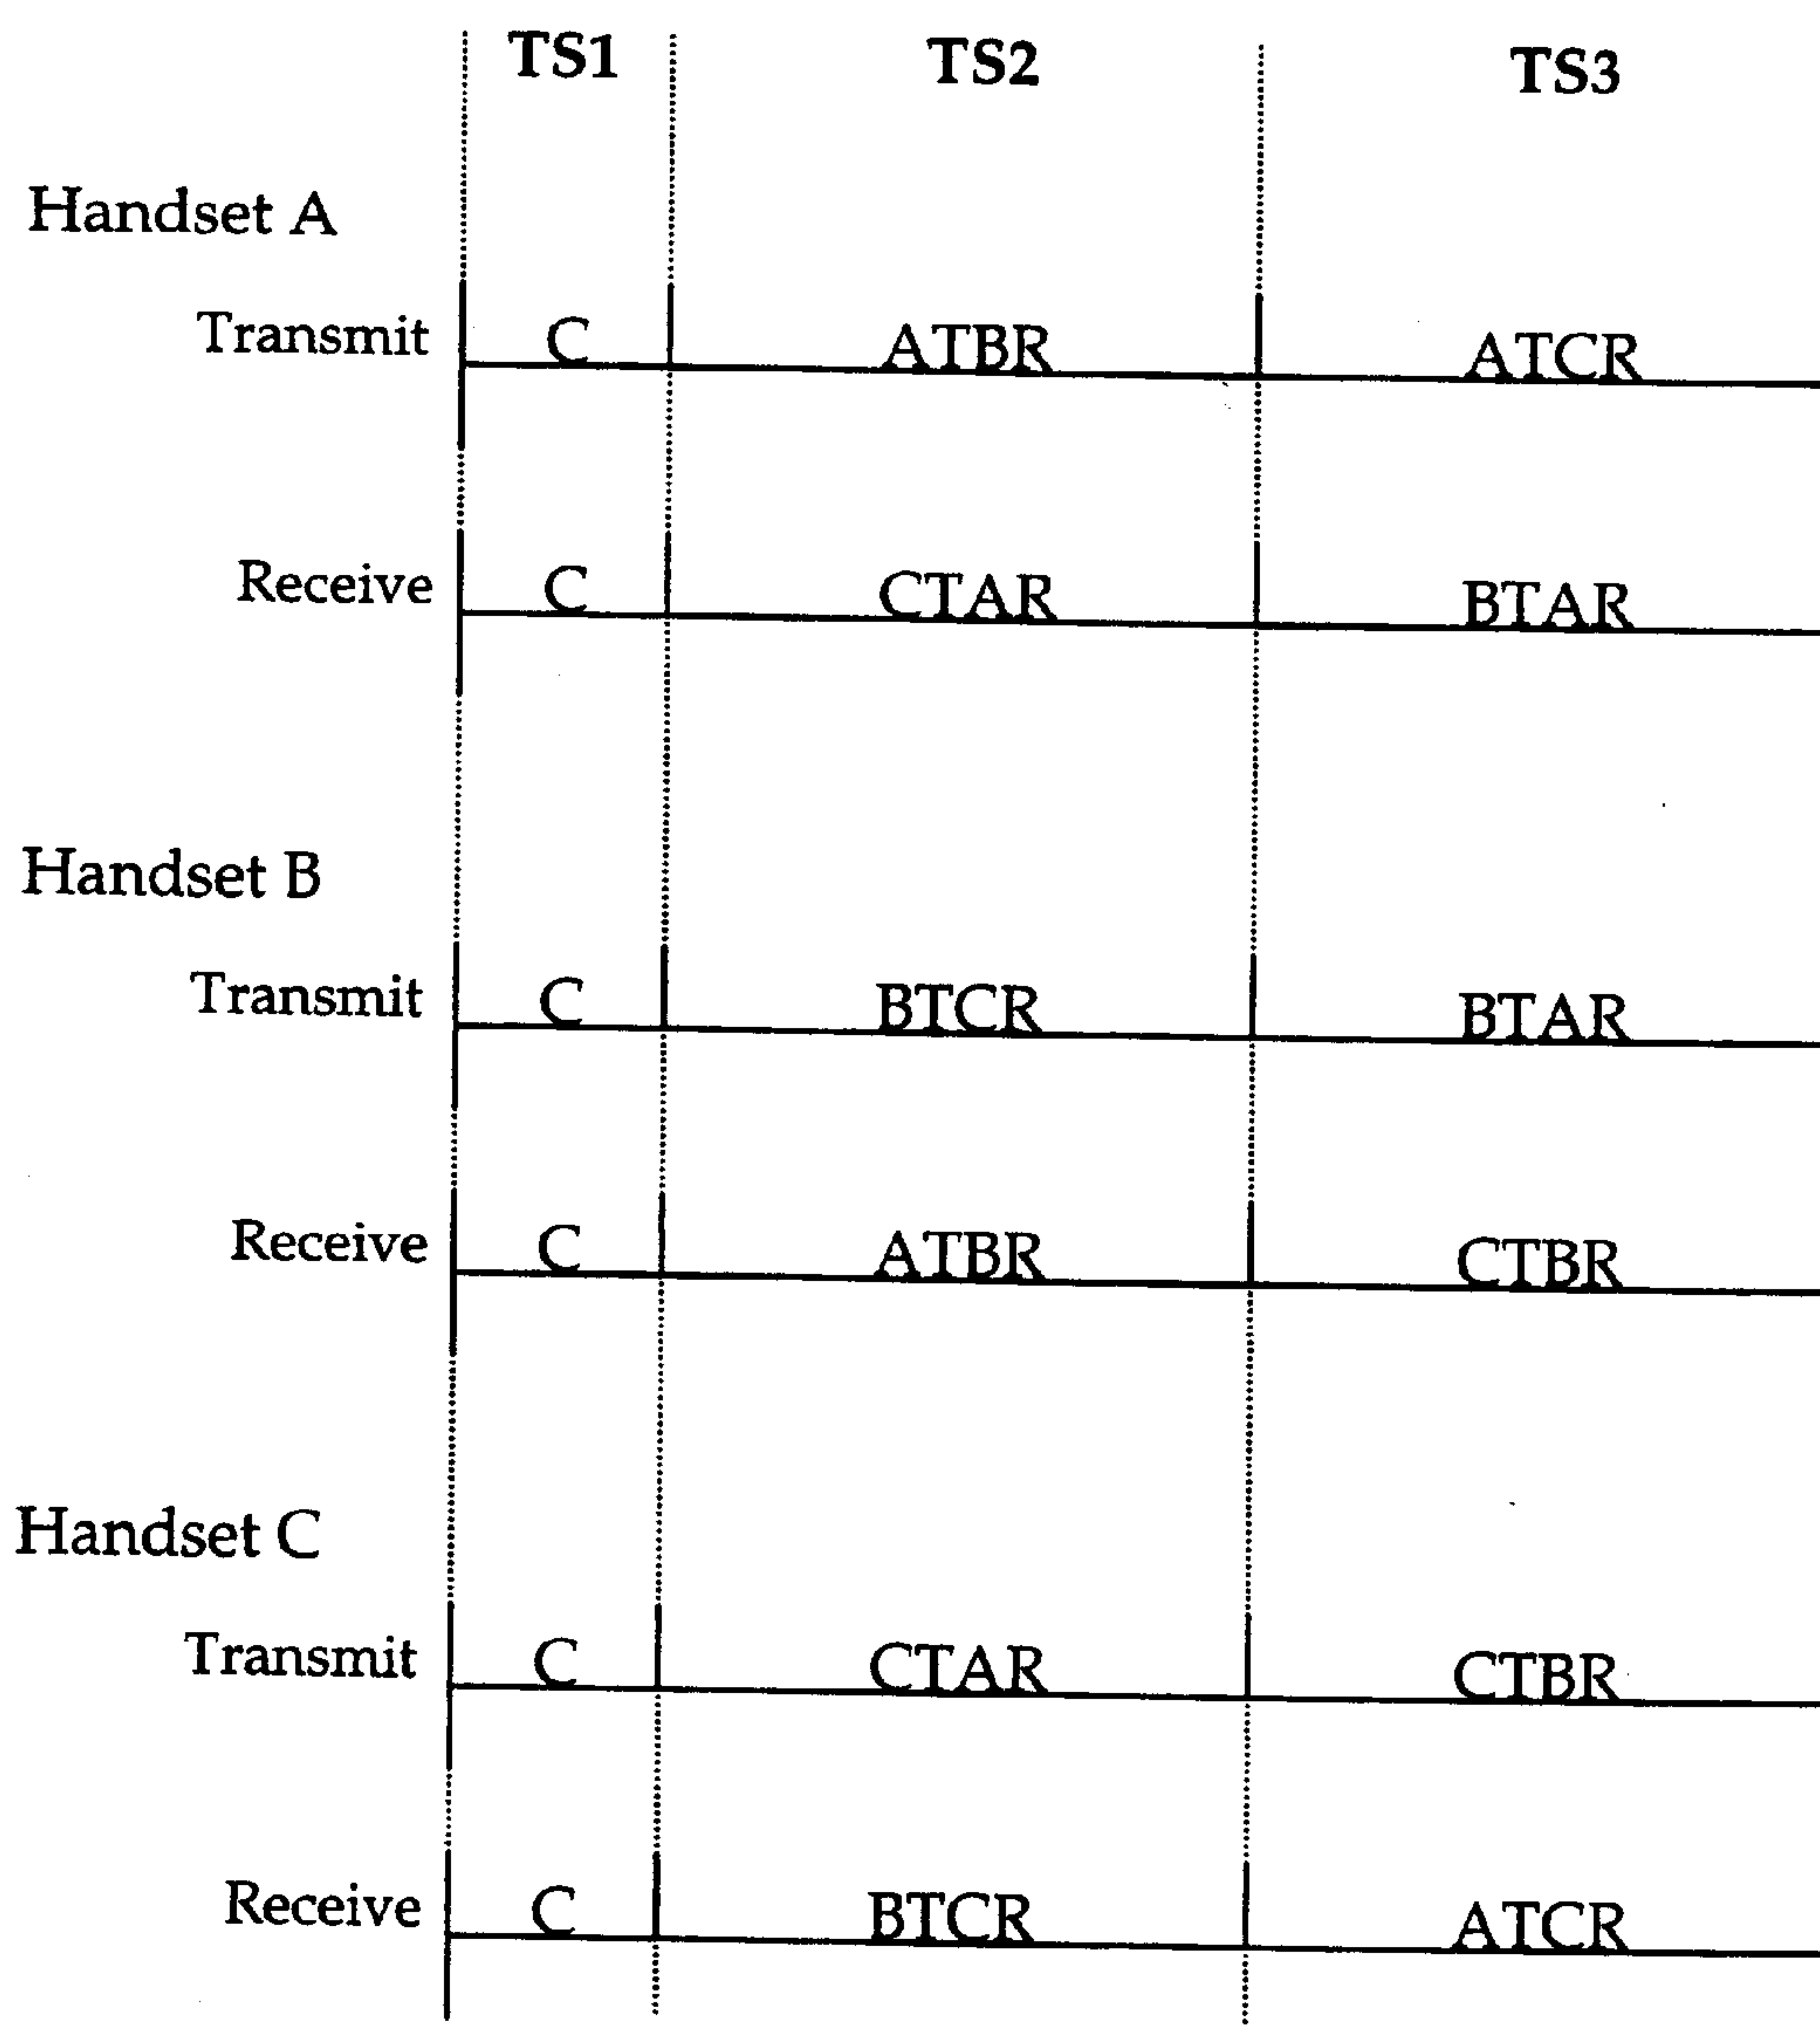 TS1 TS2 TS3
Handset A
Transmit C ATBR ATCR
Receive C CTAR BTAR
Handset B
Transmit C BTCR BTAR
Receive C ATBR CTBR
Handset C
Transmit C CTAR CTBR
Receive C BTCR ATCR